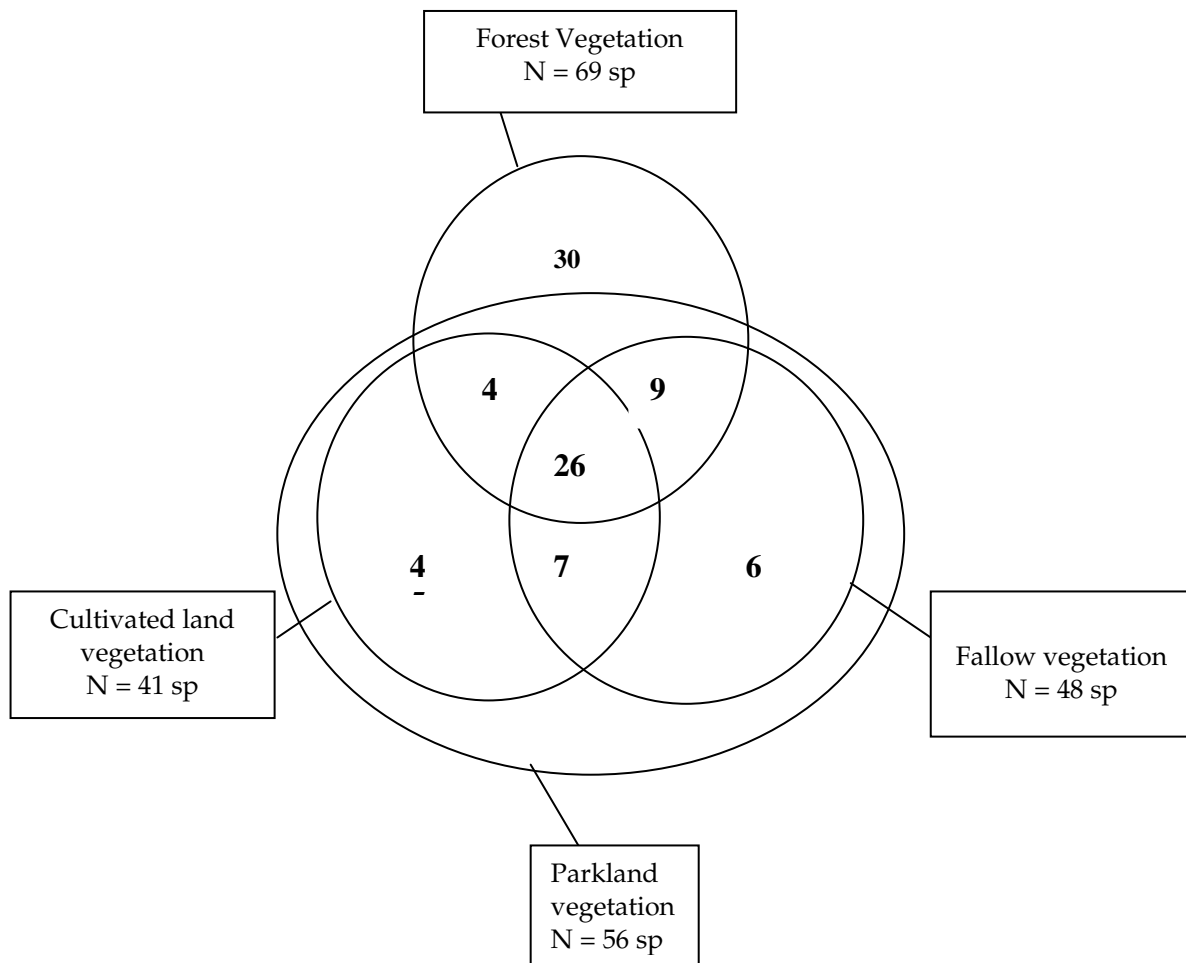 Forest Vegetation
N = 69 sp
30
4
9
26
4
7
6
-
Cultivated land
vegetation
N = 41 sp
Fallow vegetation
N = 48 sp
Parkland
vegetation
N = 56 sp